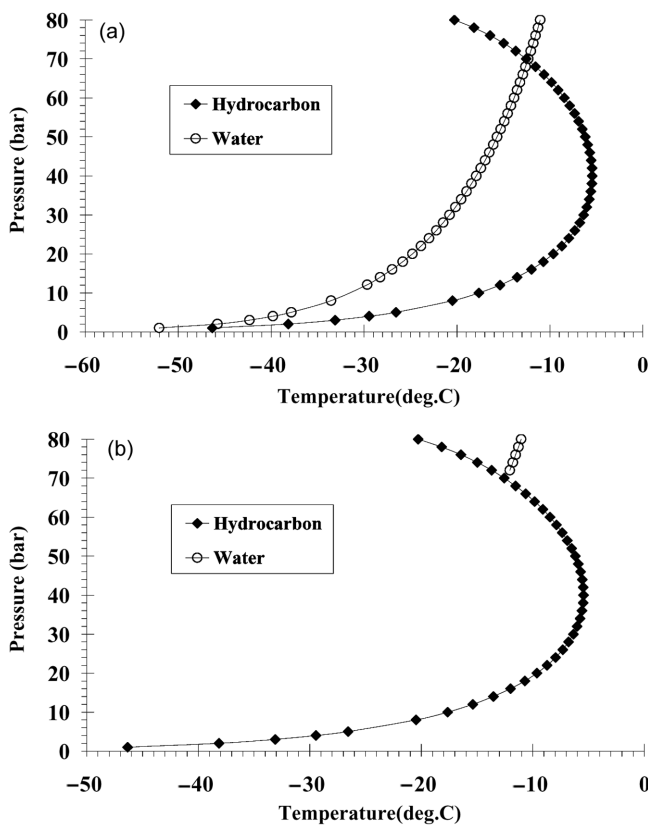 (a)
80
70
60
50
40
30
20
10
0
Pressure (bar)
Hydrocarbon
Water
−60 −50 −40 −30 −20 −10 0
Temperature(deg.C)
(b)
80
70
60
50
40
30
20
10
0
Pressure (bar)
Hydrocarbon
Water
−50 −40 −30 −20 −10 0
Temperature(deg.C)